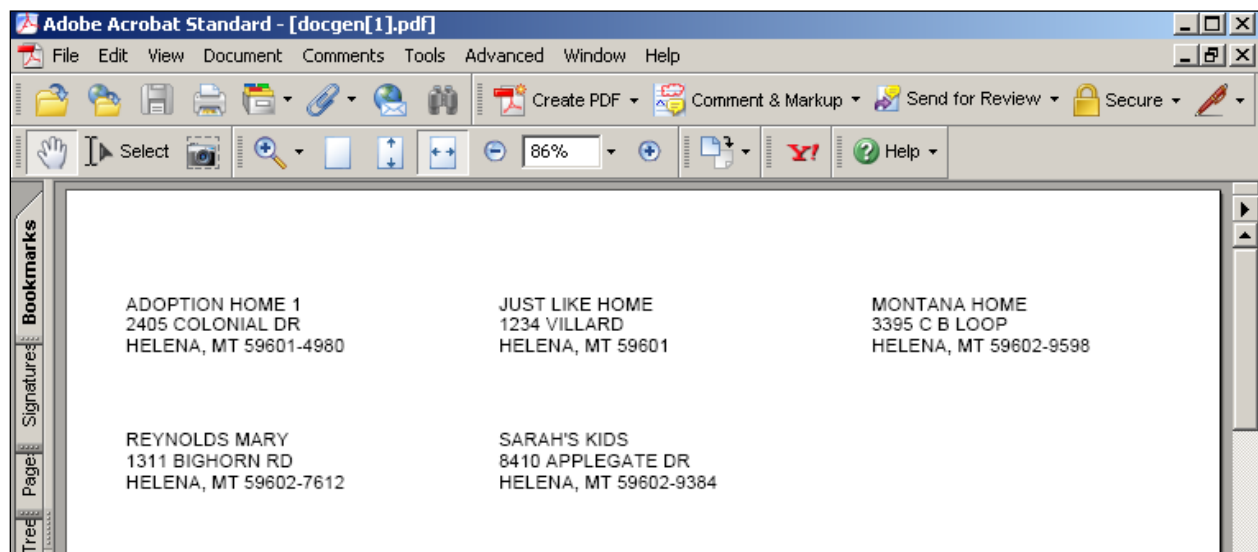 Adobe Acrobat Standard - [docgen[1].pdf]
File Edit View Document Comments Tools Advanced Window Help
Create PDF Comment & Markup Send for Review Secure
Select 86% Y! Help
Bookmarks
Signatures
Pages
Tree
ADOPTION HOME 1
2405 COLONIAL DR
HELENA, MT 59601-4980
JUST LIKE HOME
1234 VILLARD
HELENA, MT 59601
MONTANA HOME
3395 C B LOOP
HELENA, MT 59602-9598
REYNOLDS MARY
1311 BIGHORN RD
HELENA, MT 59602-7612
SARAH'S KIDS
8410 APPLEGATE DR
HELENA, MT 59602-9384